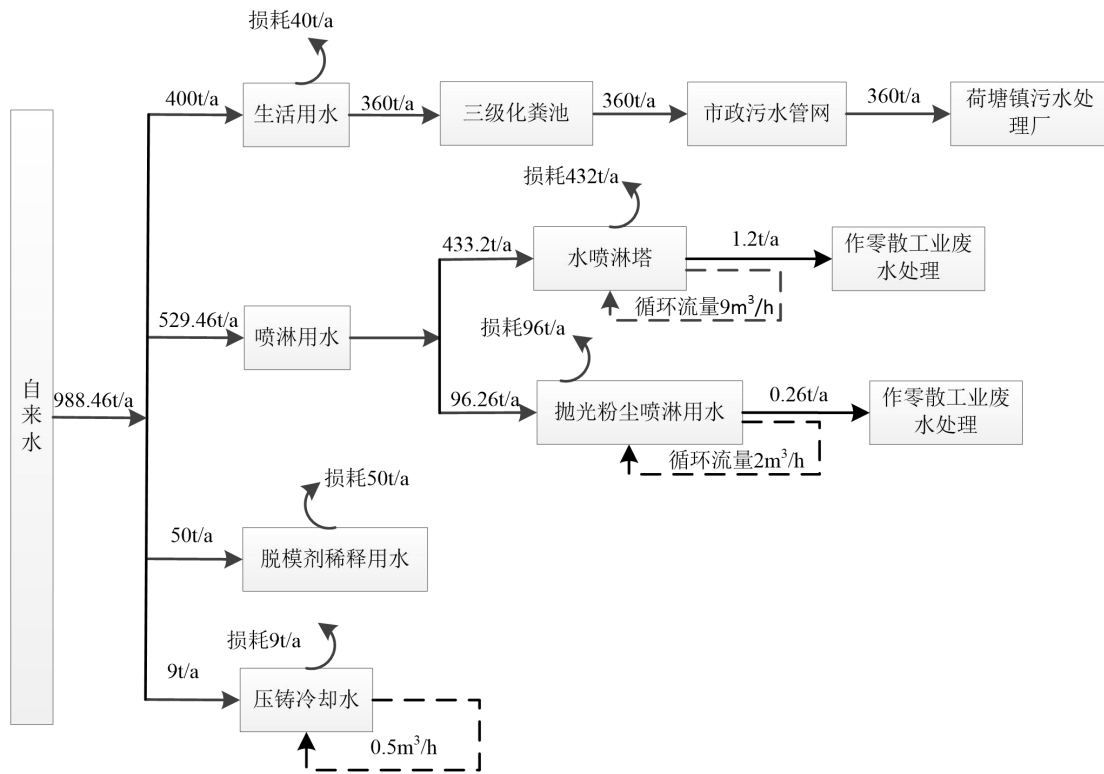 损耗40t/a
400t/a
生活用水
360t/a
三级化粪池
360t/a
市政污水管网
360t/a
荷塘镇污水处
理厂
损耗432t/a
433.2t/a
水喷淋塔
1.2t/a
作零散工业废
水处理
循环流量9m³/h
529.46t/a
喷淋用水
损耗96t/a
96.26t/a
抛光粉尘喷淋用水
0.26t/a
作零散工业废
水处理
循环流量2m³/h
自
来
水
988.46t/a
损耗50t/a
50t/a
脱模剂稀释用水
损耗9t/a
9t/a
压铸冷却水
0.5m³/h